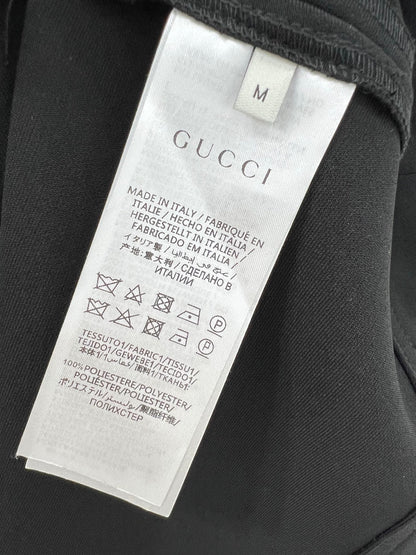 M
GUCCI
MADE IN ITALY / FABRIQUÉ EN
ITALIE / HECHO EN ITALIA /
HERGESTELLT IN ITALIEN /
FABRICADO EM ITALIA /
イタリア製 / صنع في إيطاليا /
产地: 意大利 / СДЕЛАНО В
ИТАЛИИ
P
P
TESSUTO1/FABRIC1/TISSU1/
TEJIDO1/GEWEBE1/TECIDO1/
本体1/ /面料1/ТКАНЬ1:
100% POLIESTERE/POLYESTER/
POLIÉSTER/POLYESTER/
ポリエステル/بوليستر/聚酯纤维/
ПОЛИЭСТЕР